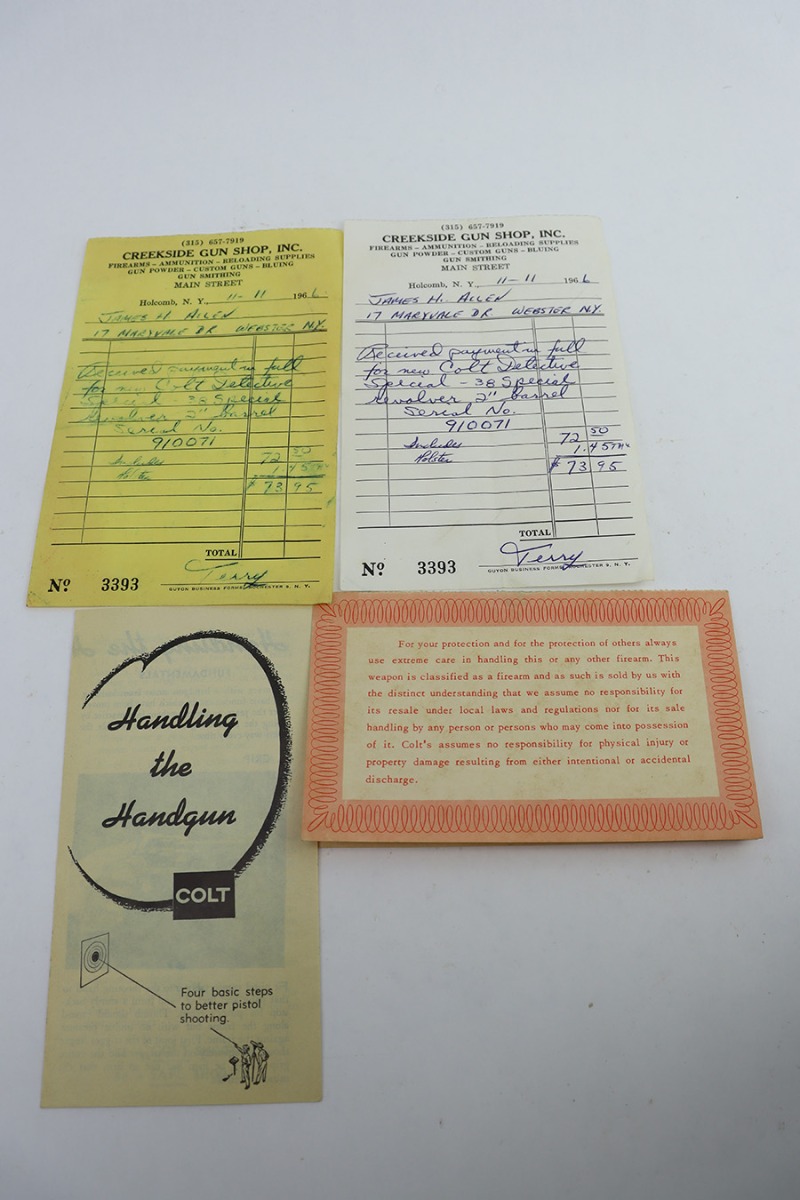 (315) 657-7919
CREEKSIDE GUN SHOP, INC.
FIREARMS - AMMUNITION - RELOADING SUPPLIES
GUN POWDER - CUSTOM GUNS - BLUING
GUN SMITHING
MAIN STREET
Holcomb, N. Y., 11-11 1966
JAMES H. ALLEN
17 MARYVALE DR WEBSTER N.Y.
Received payment in full
for new Colt Detective
Special - 38 Special
revolver 2" barrel
Serial No.
910071
Includes 72 50
Holster 1.45 TAX
$ 73 95
TOTAL
Terry
No. 3393
GUYON BUSINESS FORMS, ROCHESTER 9, N. Y.
(315) 657-7919
CREEKSIDE GUN SHOP, INC.
FIREARMS - AMMUNITION - RELOADING SUPPLIES
GUN POWDER - CUSTOM GUNS - BLUING
GUN SMITHING
MAIN STREET
Holcomb, N. Y., 11-11 1966
JAMES H. ALLEN
17 MARYVALE DR WEBSTER N.Y.
Received payment in full
for new Colt Detective
Special - 38 Special
revolver 2" barrel
Serial No.
910071
Includes 72 50
Holster 1.45 TAX
$ 73 95
TOTAL
Terry
No. 3393
GUYON BUSINESS FORMS, ROCHESTER 9, N. Y.
Handling
the
Handgun
COLT
Four basic steps
to better pistol
shooting.
For your protection and for the protection of others always
use extreme care in handling this or any other firearm. This
weapon is classified as a firearm and as such is sold by us with
the distinct understanding that we assume no responsibility for
its resale under local laws and regulations nor for its sale
handling by any person or persons who may come into possession
of it. Colt's assumes no responsibility for physical injury or
property damage resulting from either intentional or accidental
discharge.